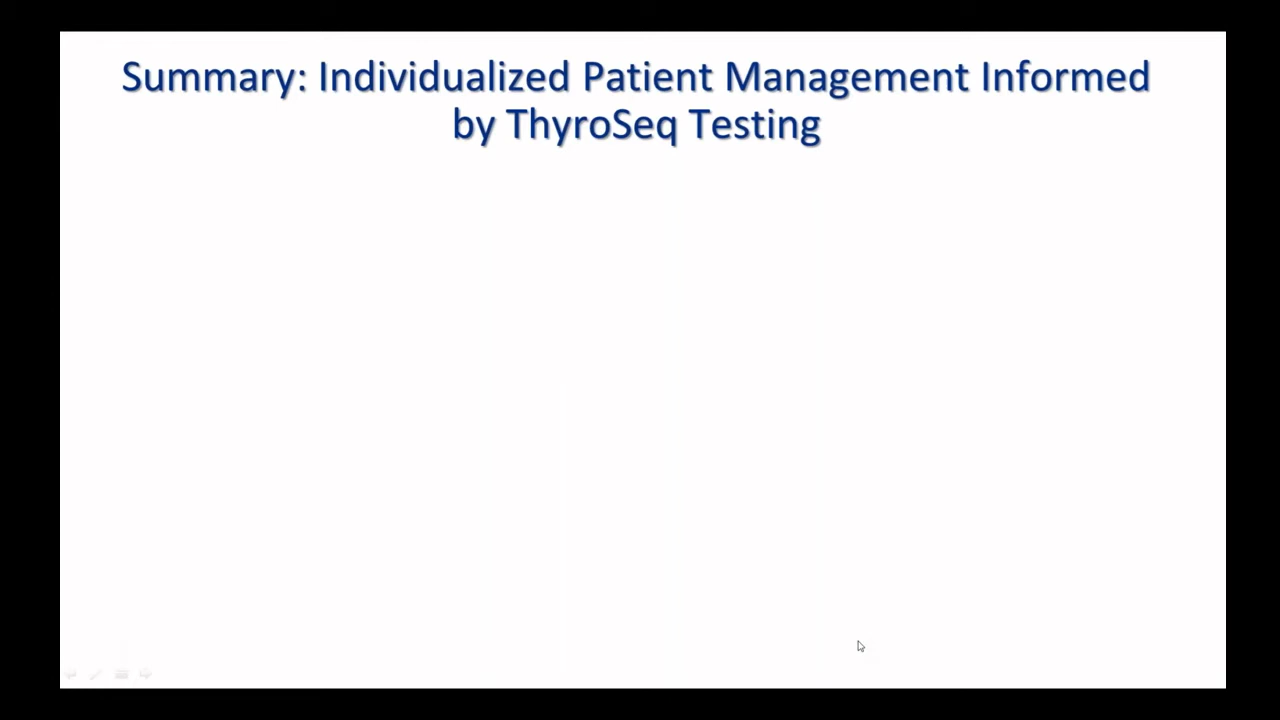 Summary: Individualized Patient Management Informed
by ThyroSeq Testing